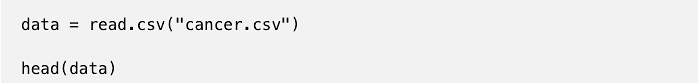 data = read.csv("cancer.csv")
head(data)